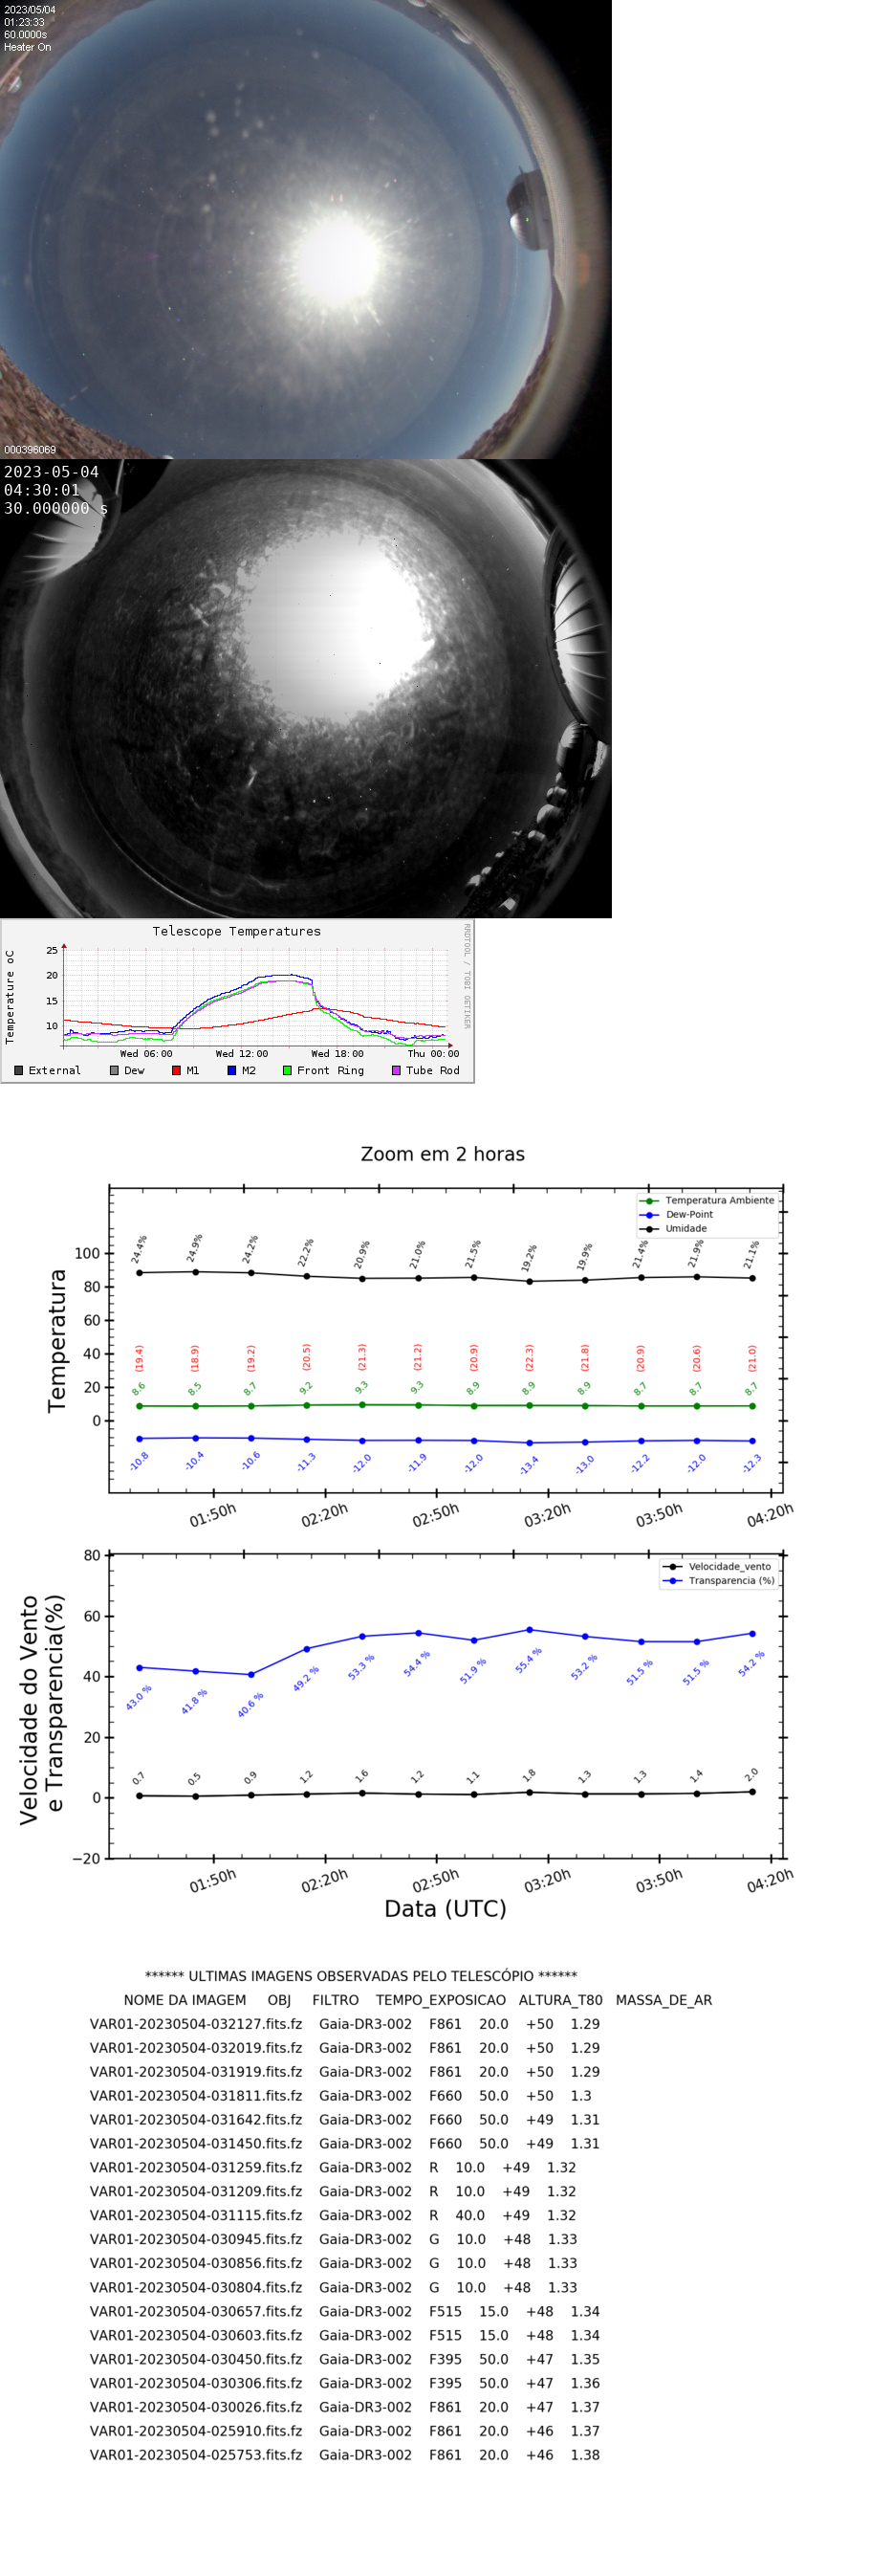 2023/05/04
01:23:33
60.0000s
Heater On
000396069
2023-05-04
04:30:01
30.000000 s
Telescope Temperatures
RRDTOOL / TOBI OETIKER
Temperature oC
25
20
15
10
Wed 06:00 Wed 12:00 Wed 18:00 Thu 00:00
External Dew M1 M2 Front Ring Tube Rod
Zoom em 2 horas
Temperatura Ambiente
Dew-Point
Umidade
Temperatura
100
80
60
40
20
0
24.4% 24.9% 24.2% 22.2% 20.9% 21.0% 21.5% 19.2% 19.9% 21.4% 21.9% 21.1%
(19.4) (18.9) (19.2) (20.5) (21.3) (21.2) (20.9) (22.3) (21.8) (20.9) (20.6) (21.0)
8.6 8.5 8.7 9.2 9.3 9.3 8.9 8.9 8.9 8.7 8.7 8.7
-10.8 -10.4 -10.6 -11.3 -12.0 -11.9 -12.0 -13.4 -13.0 -12.2 -12.0 -12.3
01:50h 02:20h 02:50h 03:20h 03:50h 04:20h
Velocidade_vento
Transparencia (%)
Velocidade do Vento
e Transparencia(%)
80
60
40
20
0
−20
43.0 % 41.8 % 40.6 % 49.2 % 53.3 % 54.4 % 51.9 % 55.4 % 53.2 % 51.5 % 51.5 % 54.2 %
0.7 0.5 0.9 1.2 1.6 1.2 1.1 1.8 1.3 1.3 1.4 2.0
01:50h 02:20h 02:50h 03:20h 03:50h 04:20h
Data (UTC)
****** ULTIMAS IMAGENS OBSERVADAS PELO TELESCÓPIO ******
NOME DA IMAGEM OBJ FILTRO TEMPO_EXPOSICAO ALTURA_T80 MASSA_DE_AR
VAR01-20230504-032127.fits.fz Gaia-DR3-002 F861 20.0 +50 1.29
VAR01-20230504-032019.fits.fz Gaia-DR3-002 F861 20.0 +50 1.29
VAR01-20230504-031919.fits.fz Gaia-DR3-002 F861 20.0 +50 1.29
VAR01-20230504-031811.fits.fz Gaia-DR3-002 F660 50.0 +50 1.3
VAR01-20230504-031642.fits.fz Gaia-DR3-002 F660 50.0 +49 1.31
VAR01-20230504-031450.fits.fz Gaia-DR3-002 F660 50.0 +49 1.31
VAR01-20230504-031259.fits.fz Gaia-DR3-002 R 10.0 +49 1.32
VAR01-20230504-031209.fits.fz Gaia-DR3-002 R 10.0 +49 1.32
VAR01-20230504-031115.fits.fz Gaia-DR3-002 R 40.0 +49 1.32
VAR01-20230504-030945.fits.fz Gaia-DR3-002 G 10.0 +48 1.33
VAR01-20230504-030856.fits.fz Gaia-DR3-002 G 10.0 +48 1.33
VAR01-20230504-030804.fits.fz Gaia-DR3-002 G 10.0 +48 1.33
VAR01-20230504-030657.fits.fz Gaia-DR3-002 F515 15.0 +48 1.34
VAR01-20230504-030603.fits.fz Gaia-DR3-002 F515 15.0 +48 1.34
VAR01-20230504-030450.fits.fz Gaia-DR3-002 F395 50.0 +47 1.35
VAR01-20230504-030306.fits.fz Gaia-DR3-002 F395 50.0 +47 1.36
VAR01-20230504-030026.fits.fz Gaia-DR3-002 F861 20.0 +47 1.37
VAR01-20230504-025910.fits.fz Gaia-DR3-002 F861 20.0 +46 1.37
VAR01-20230504-025753.fits.fz Gaia-DR3-002 F861 20.0 +46 1.38